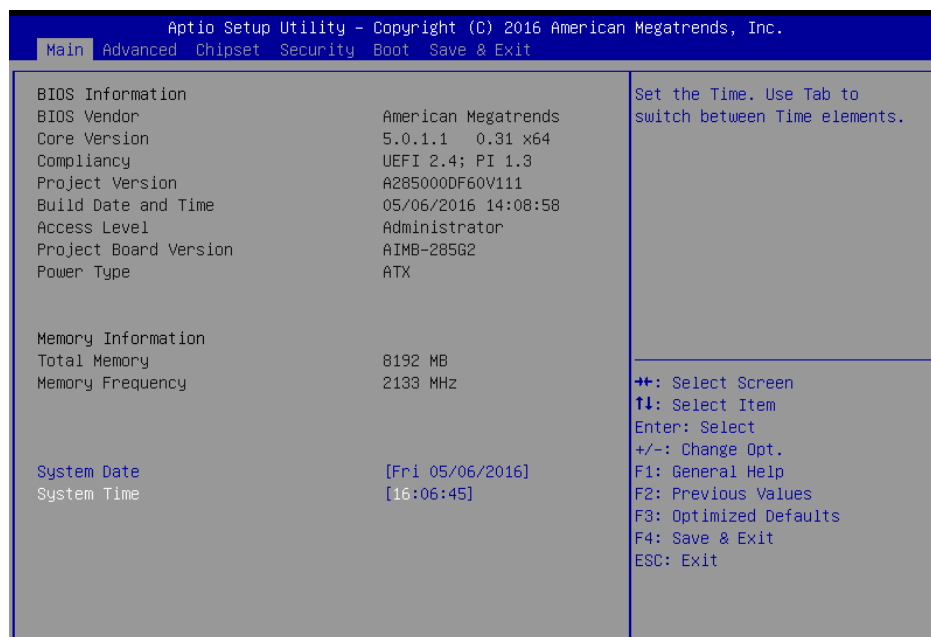 Aptio Setup Utility – Copyright (C) 2016 American Megatrends, Inc.
Main Advanced Chipset Security Boot Save & Exit
BIOS Information
BIOS Vendor American Megatrends
Core Version 5.0.1.1 0.31 x64
Compliancy UEFI 2.4; PI 1.3
Project Version A285000DF60V111
Build Date and Time 05/06/2016 14:08:58
Access Level Administrator
Project Board Version AIMB-285G2
Power Type ATX
Memory Information
Total Memory 8192 MB
Memory Frequency 2133 MHz
System Date [Fri 05/06/2016]
System Time [16:06:45]
Set the Time. Use Tab to
switch between Time elements.
→←: Select Screen
↑↓: Select Item
Enter: Select
+/-: Change Opt.
F1: General Help
F2: Previous Values
F3: Optimized Defaults
F4: Save & Exit
ESC: Exit